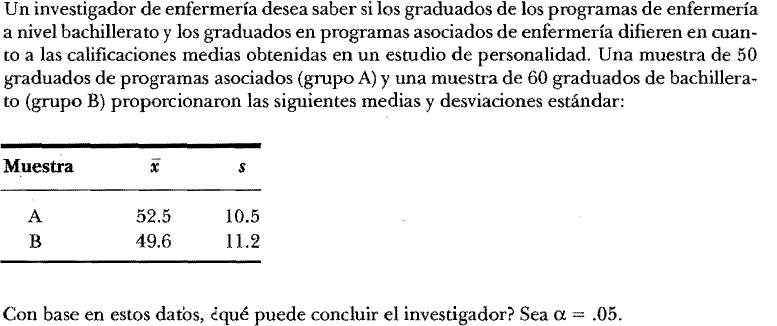 Un investigador de enfermería desea saber si los graduados de los programas de enfermería
a nivel bachillerato y los graduados en programas asociados de enfermería difieren en cuan-
to a las calificaciones medias obtenidas en un estudio de personalidad. Una muestra de 50
graduados de programas asociados (grupo A) y una muestra de 60 graduados de bachillera-
to (grupo B) proporcionaron las siguientes medias y desviaciones estándar:
Muestra x̄ s
A 52.5 10.5
B 49.6 11.2
Con base en estos datos, ¿qué puede concluir el investigador? Sea α = .05.